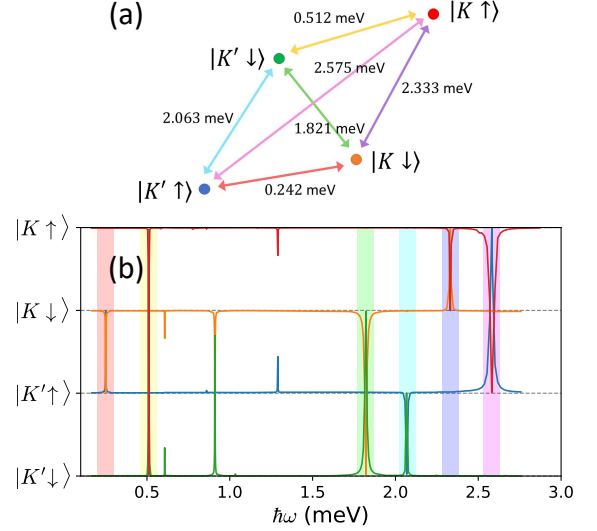 (a)
0.512 meV
|K ↑⟩
|K′ ↓⟩
2.575 meV
2.333 meV
2.063 meV
1.821 meV
|K ↓⟩
|K′ ↑⟩
0.242 meV
|K ↑⟩
(b)
|K ↓⟩
|K′ ↑⟩
|K′ ↓⟩
0.5 1.0 1.5 2.0 2.5 3.0
ℏω (meV)